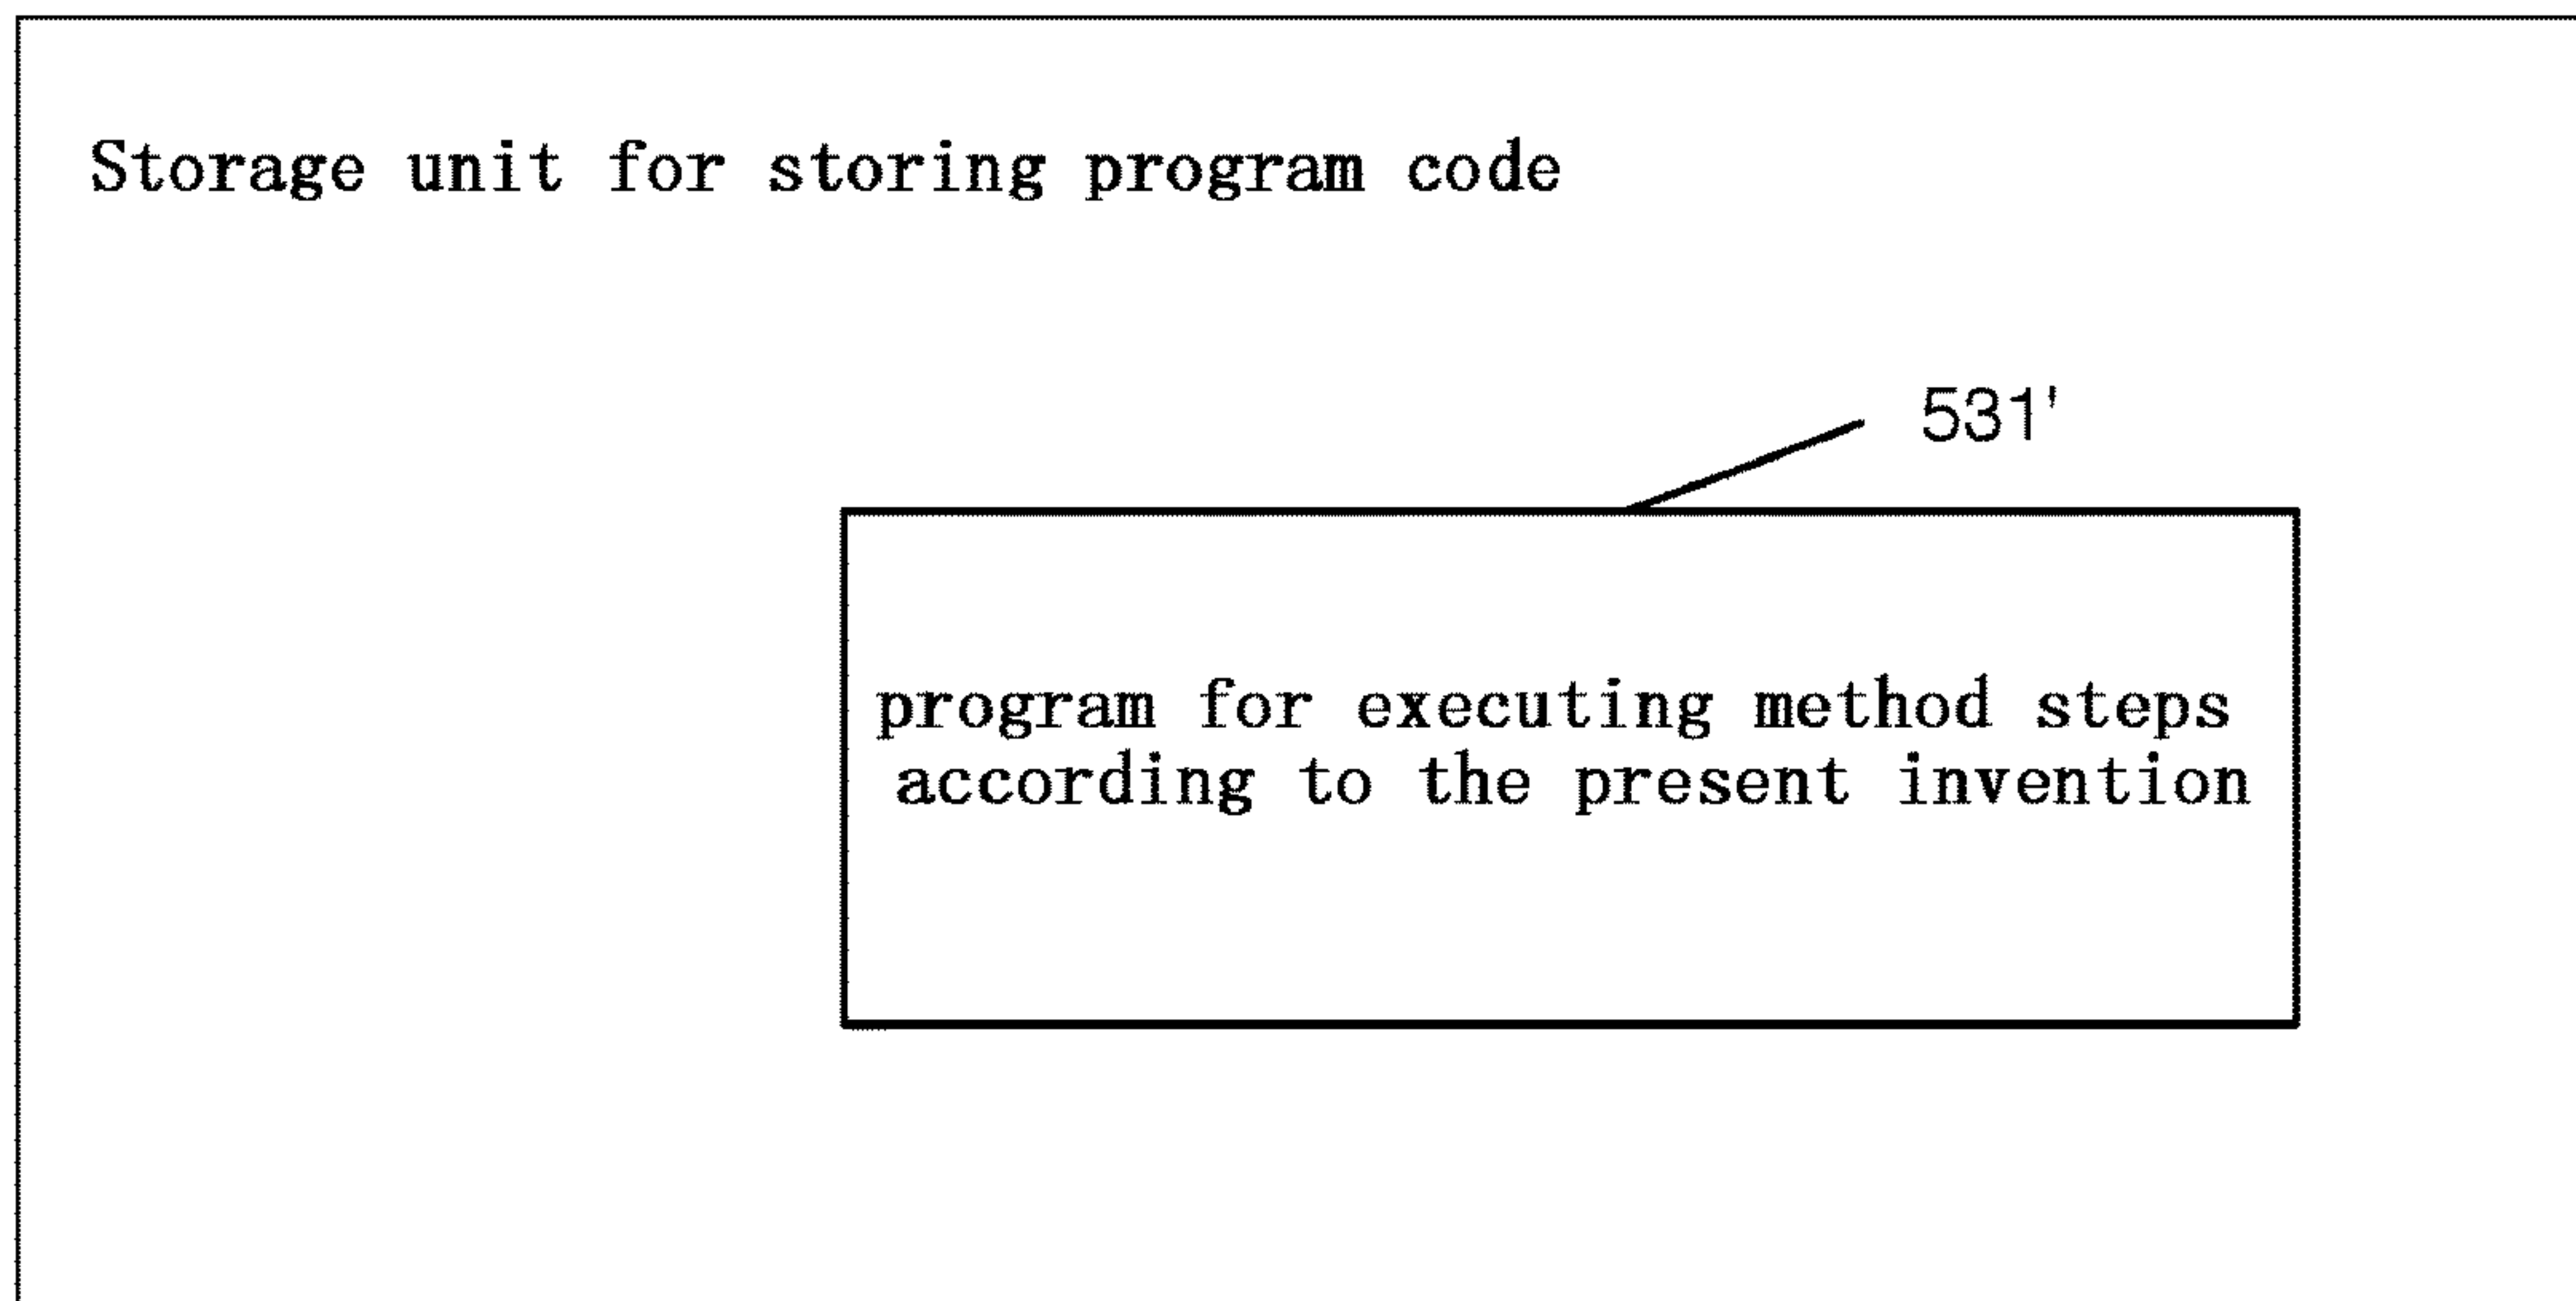 Storage unit for storing program code
531'
program for executing method steps
according to the present invention